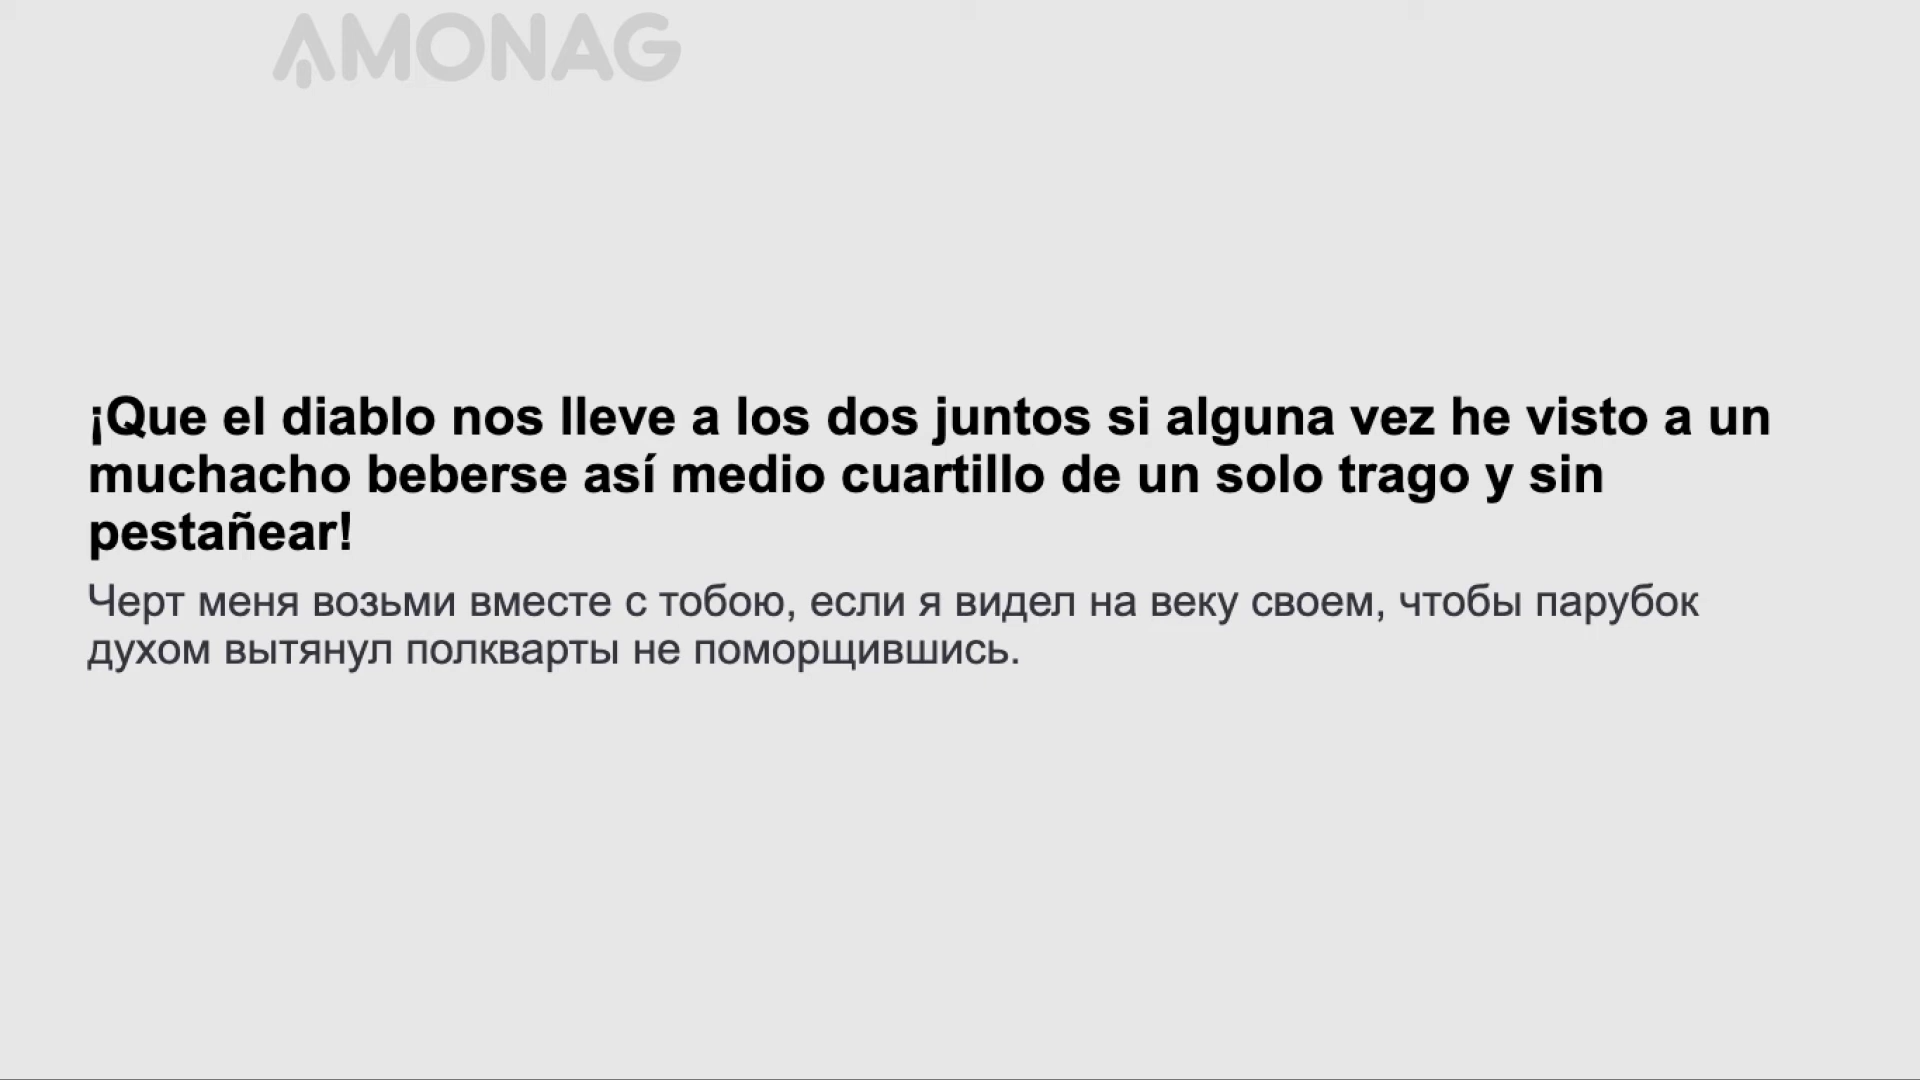 AMONAG
¡Que el diablo nos lleve a los dos juntos si alguna vez he visto a un
muchacho beberse así medio cuartillo de un solo trago y sin
pestañear!
Черт меня возьми вместе с тобою, если я видел на веку своем, чтобы парубок
духом вытянул полкварты не поморщившись.